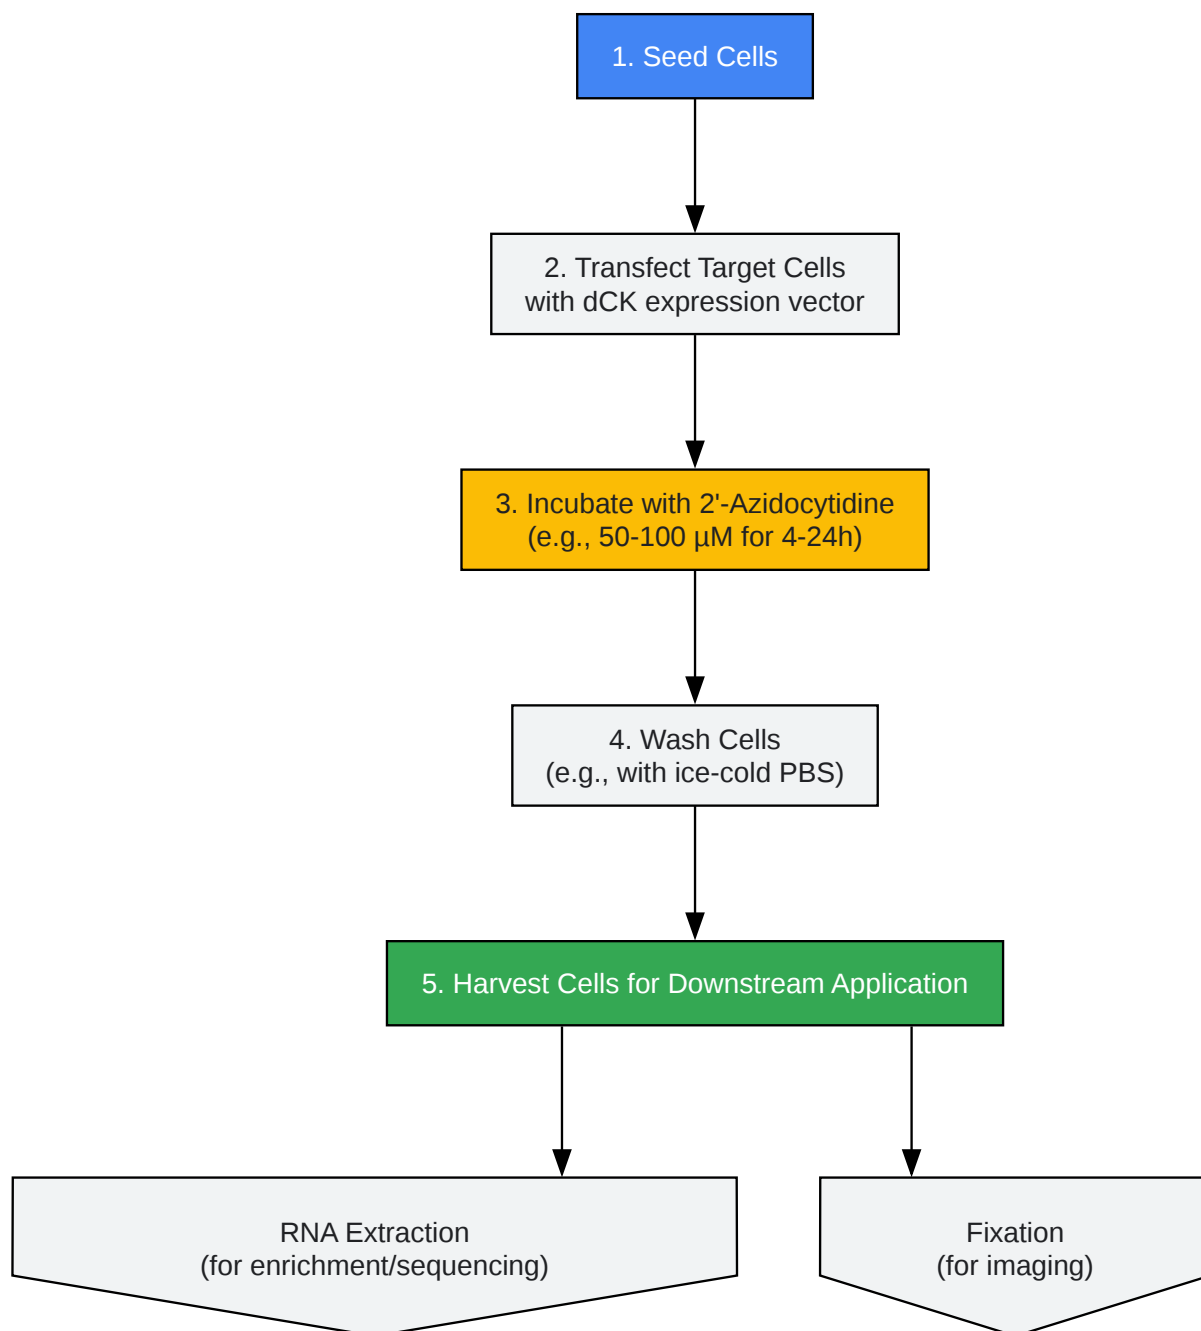 1. Seed Cells
2. Transfect Target Cells
with dCK expression vector
3. Incubate with 2'-Azidocytidine
(e.g., 50-100 µM for 4-24h)
4. Wash Cells
(e.g., with ice-cold PBS)
5. Harvest Cells for Downstream Application
RNA Extraction
(for enrichment/sequencing)
Fixation
(for imaging)